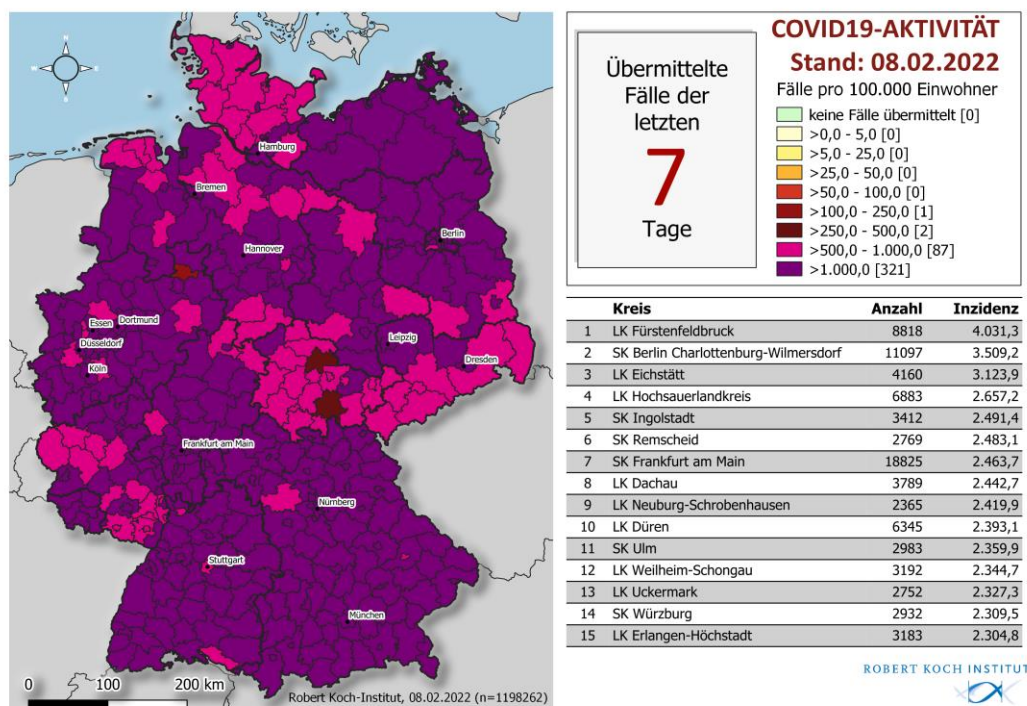 N
W
E
S
Hamburg
Bremen
Berlin
Hannover
Essen
Dortmund
Düsseldorf
Leipzig
Köln
Dresden
Frankfurt am Main
Nürnberg
Stuttgart
München
0 100 200 km
Robert Koch-Institut, 08.02.2022 (n=1198262)
Übermittelte
Fälle der
letzten
7
Tage
COVID19-AKTIVITÄT
Stand: 08.02.2022
Fälle pro 100.000 Einwohner
keine Fälle übermittelt [0]
>0,0 - 5,0 [0]
>5,0 - 25,0 [0]
>25,0 - 50,0 [0]
>50,0 - 100,0 [0]
>100,0 - 250,0 [1]
>250,0 - 500,0 [2]
>500,0 - 1.000,0 [87]
>1.000,0 [321]
Kreis Anzahl Inzidenz
1 LK Fürstenfeldbruck 8818 4.031,3
2 SK Berlin Charlottenburg-Wilmersdorf 11097 3.509,2
3 LK Eichstätt 4160 3.123,9
4 LK Hochsauerlandkreis 6883 2.657,2
5 SK Ingolstadt 3412 2.491,4
6 SK Remscheid 2769 2.483,1
7 SK Frankfurt am Main 18825 2.463,7
8 LK Dachau 3789 2.442,7
9 LK Neuburg-Schrobenhausen 2365 2.419,9
10 LK Düren 6345 2.393,1
11 SK Ulm 2983 2.359,9
12 LK Weilheim-Schongau 3192 2.344,7
13 LK Uckermark 2752 2.327,3
14 SK Würzburg 2932 2.309,5
15 LK Erlangen-Höchstadt 3183 2.304,8
ROBERT KOCH INSTITUT